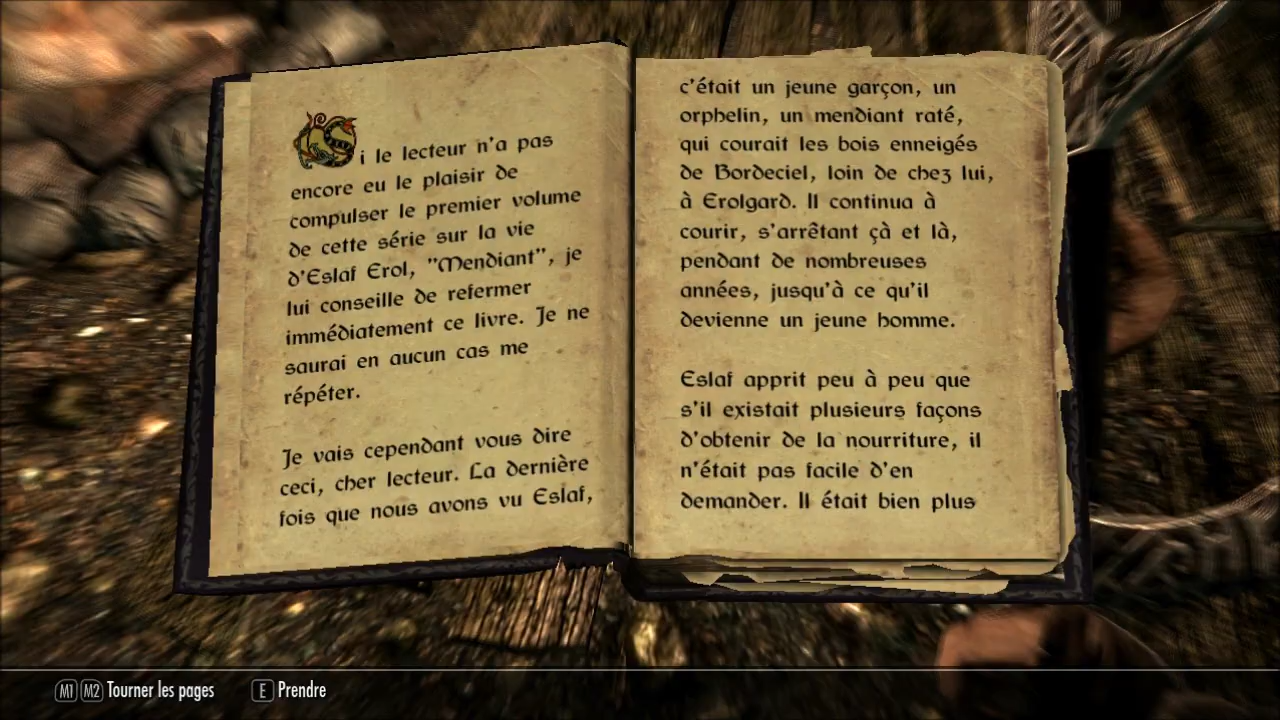 Si le lecteur n'a pas
encore eu le plaisir de
compulser le premier volume
de cette série sur la vie
d'Eslaf Erol, "Mendiant", je
lui conseille de refermer
immédiatement ce livre. Je ne
saurai en aucun cas me
répéter.

Je vais cependant vous dire
ceci, cher lecteur. La dernière
fois que nous avons vu Eslaf,
c'était un jeune garçon, un
orphelin, un mendiant raté,
qui courait les bois enneigés
de Bordeciel, loin de chez lui,
à Erolgard. Il continua à
courir, s'arrêtant çà et là,
pendant de nombreuses
années, jusqu'à ce qu'il
devienne un jeune homme.

Eslaf apprit peu à peu que
s'il existait plusieurs façons
d'obtenir de la nourriture, il
n'était pas facile d'en
demander. Il était bien plus
M1 M2 Tourner les pages E Prendre